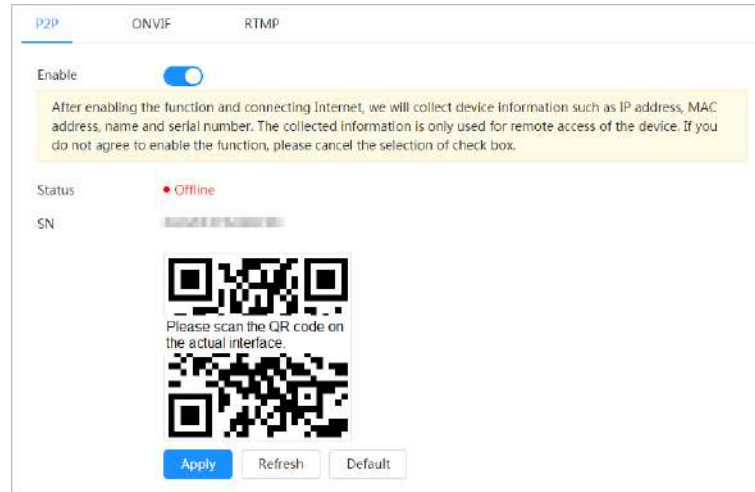 P2P ONVIF RTMP
Enable
After enabling the function and connecting Internet, we will collect device information such as IP address, MAC
address, name and serial number. The collected information is only used for remote access of the device. If you
do not agree to enable the function, please cancel the selection of check box.
Status Offline
SN
Please scan the QR code on
the actual interface.
Apply Refresh Default